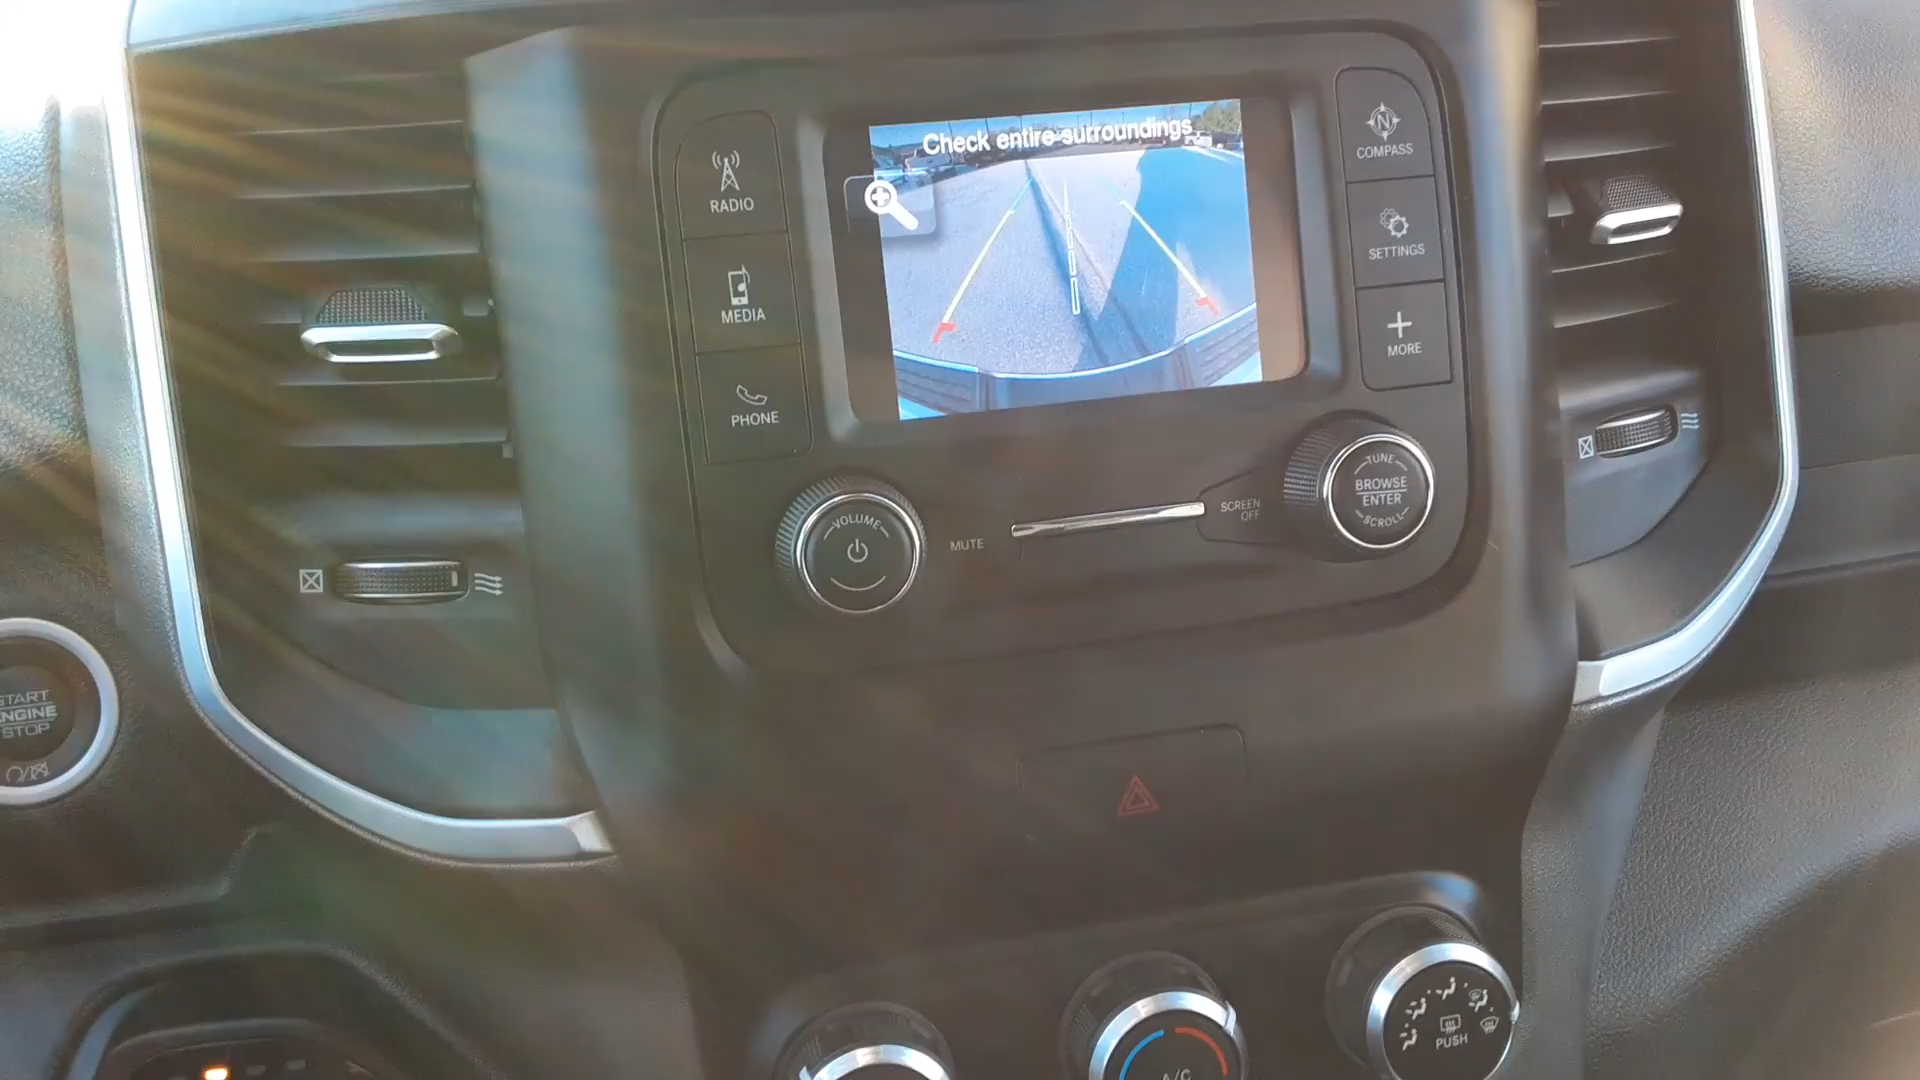 Check entire surroundings
RADIO
MEDIA
PHONE
N
COMPASS
SETTINGS
MORE
VOLUME
MUTE
SCREEN
OFF
TUNE
BROWSE
ENTER
SCROLL
START
ENGINE
STOP
A/C
PUSH